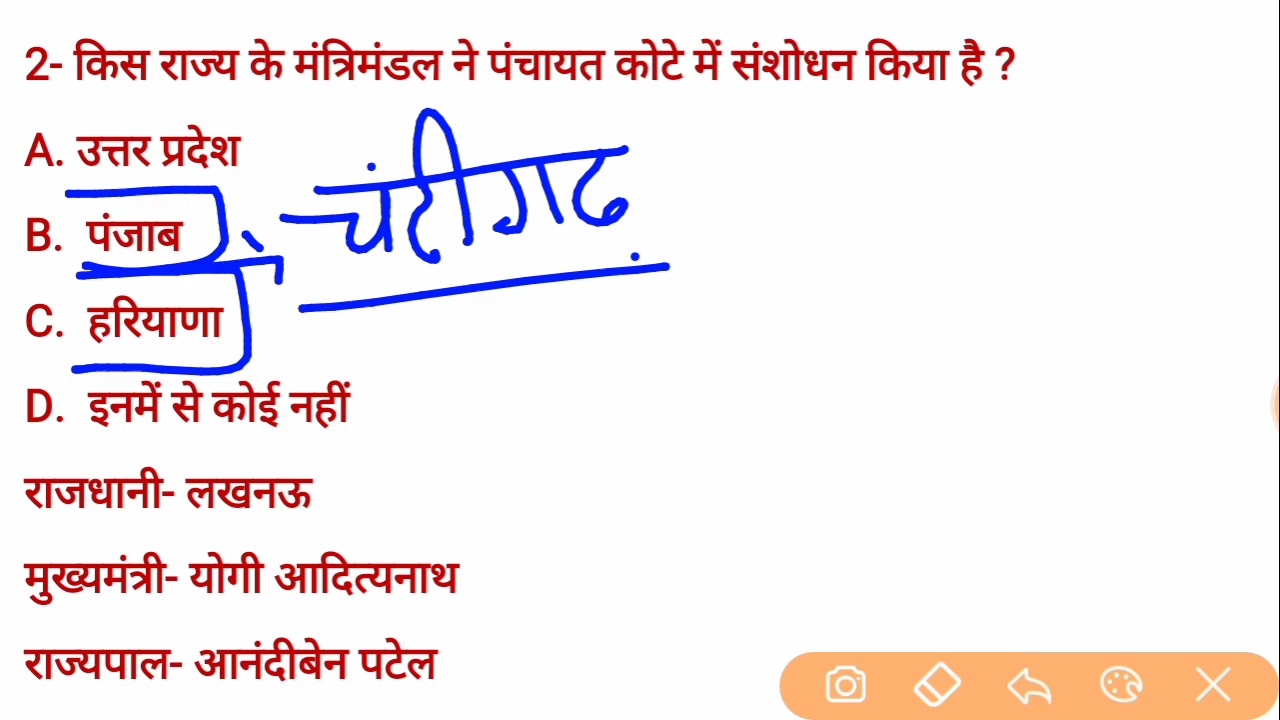 2- किस राज्य के मंत्रिमंडल ने पंचायत कोटे में संशोधन किया है ?
A. उत्तर प्रदेश
B. पंजाब
चंडीगढ़
C. हरियाणा
D. इनमें से कोई नहीं
राजधानी- लखनऊ
मुख्यमंत्री- योगी आदित्यनाथ
राज्यपाल- आनंदीबेन पटेल